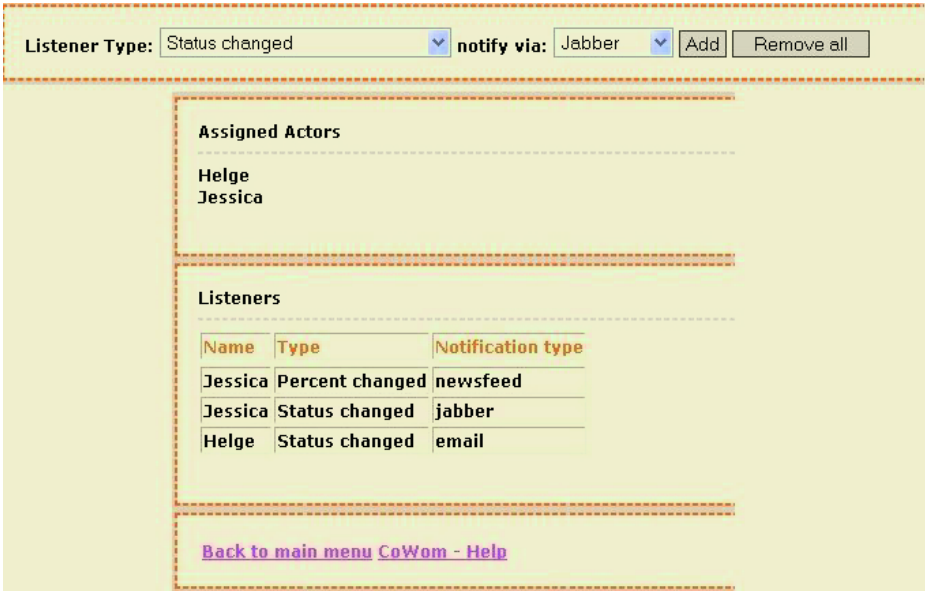 Listener Type: Status changed notify via: Jabber Add Remove all
Assigned Actors
Helge
Jessica
Listeners
Name Type Notification type
Jessica Percent changed newsfeed
Jessica Status changed jabber
Helge Status changed email
Back to main menu CoWom - Help